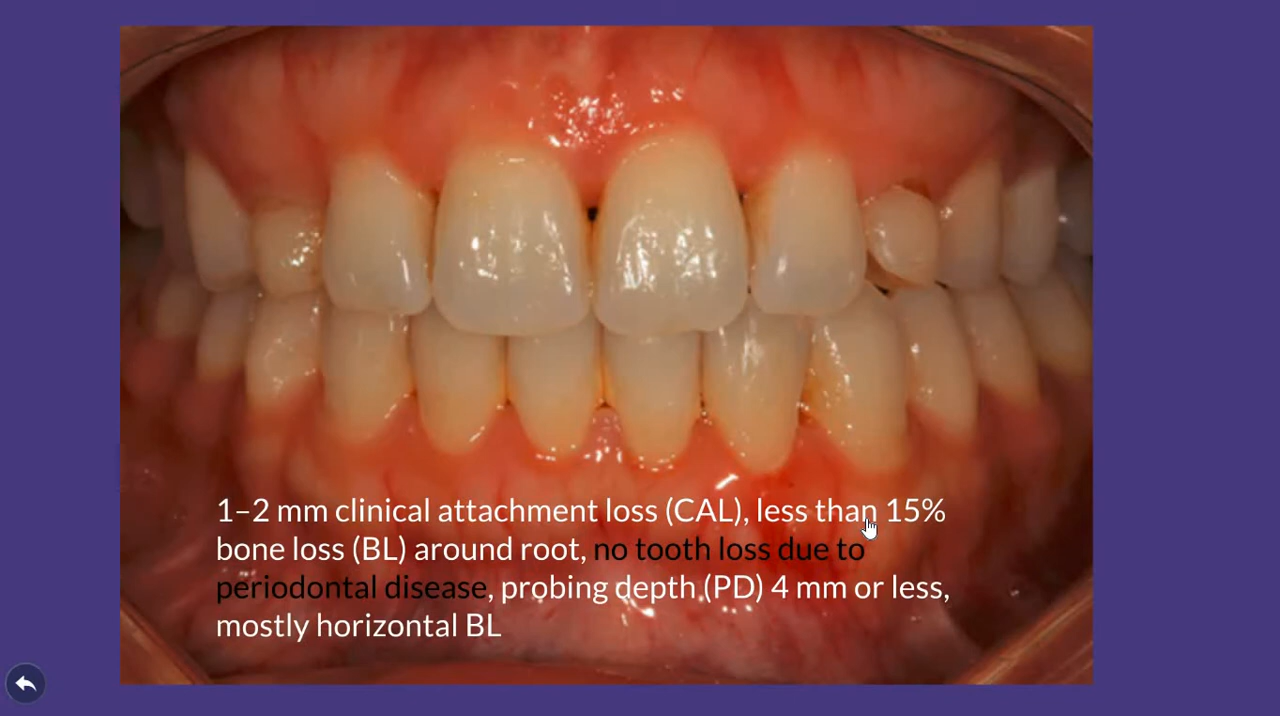 1–2 mm clinical attachment loss (CAL), less than 15%
bone loss (BL) around root, no tooth loss due to
periodontal disease, probing depth (PD) 4 mm or less,
mostly horizontal BL